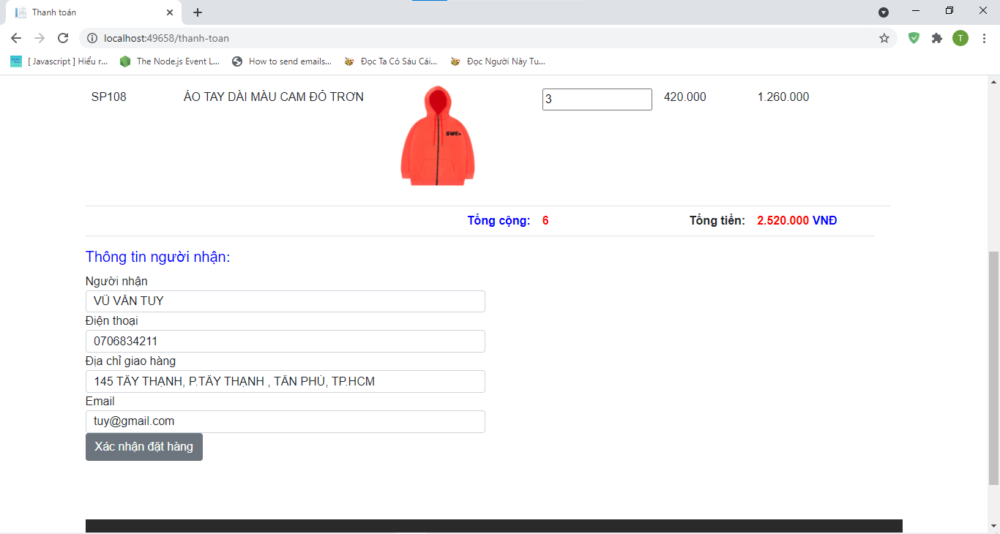 Thanh toán
localhost:49658/thanh-toan
T
[ Javascript ] Hiểu r...
The Node.js Event L...
How to send emails...
Đọc Ta Có Sáu Cái...
Đọc Người Này Tu...
SP108 ÁO TAY DÀI MÀU CAM ĐỎ TRƠN 3 420.000 1.260.000
Tổng cộng: 6 Tổng tiền: 2.520.000 VNĐ
Thông tin người nhận:
Người nhận
VŨ VĂN TUY
Điện thoại
0706834211
Địa chỉ giao hàng
145 TÂY THẠNH, P.TÂY THẠNH , TÂN PHÚ, TP.HCM
Email
tuy@gmail.com
Xác nhận đặt hàng